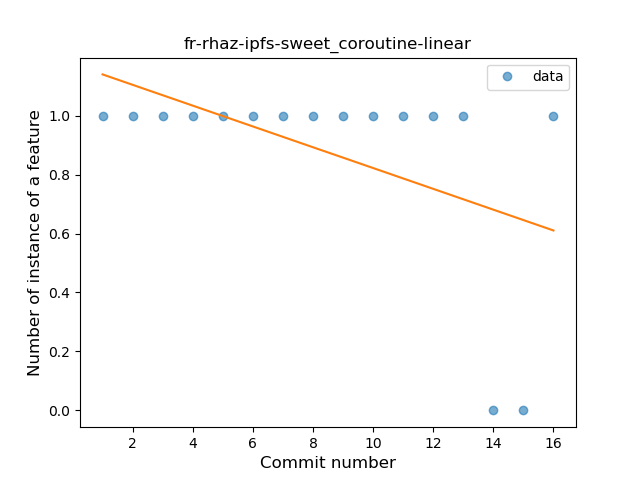 fr-rhaz-ipfs-sweet_coroutine-linear
data
Number of instance of a feature
1.0
0.8
0.6
0.4
0.2
0.0
2 4 6 8 10 12 14 16
Commit number